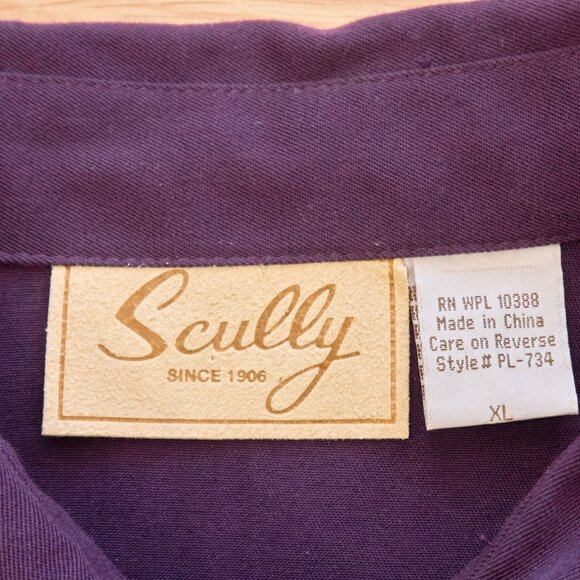 Scully
SINCE 1906
RN WPL 10388
Made in China
Care on Reverse
Style# PL-734
XL